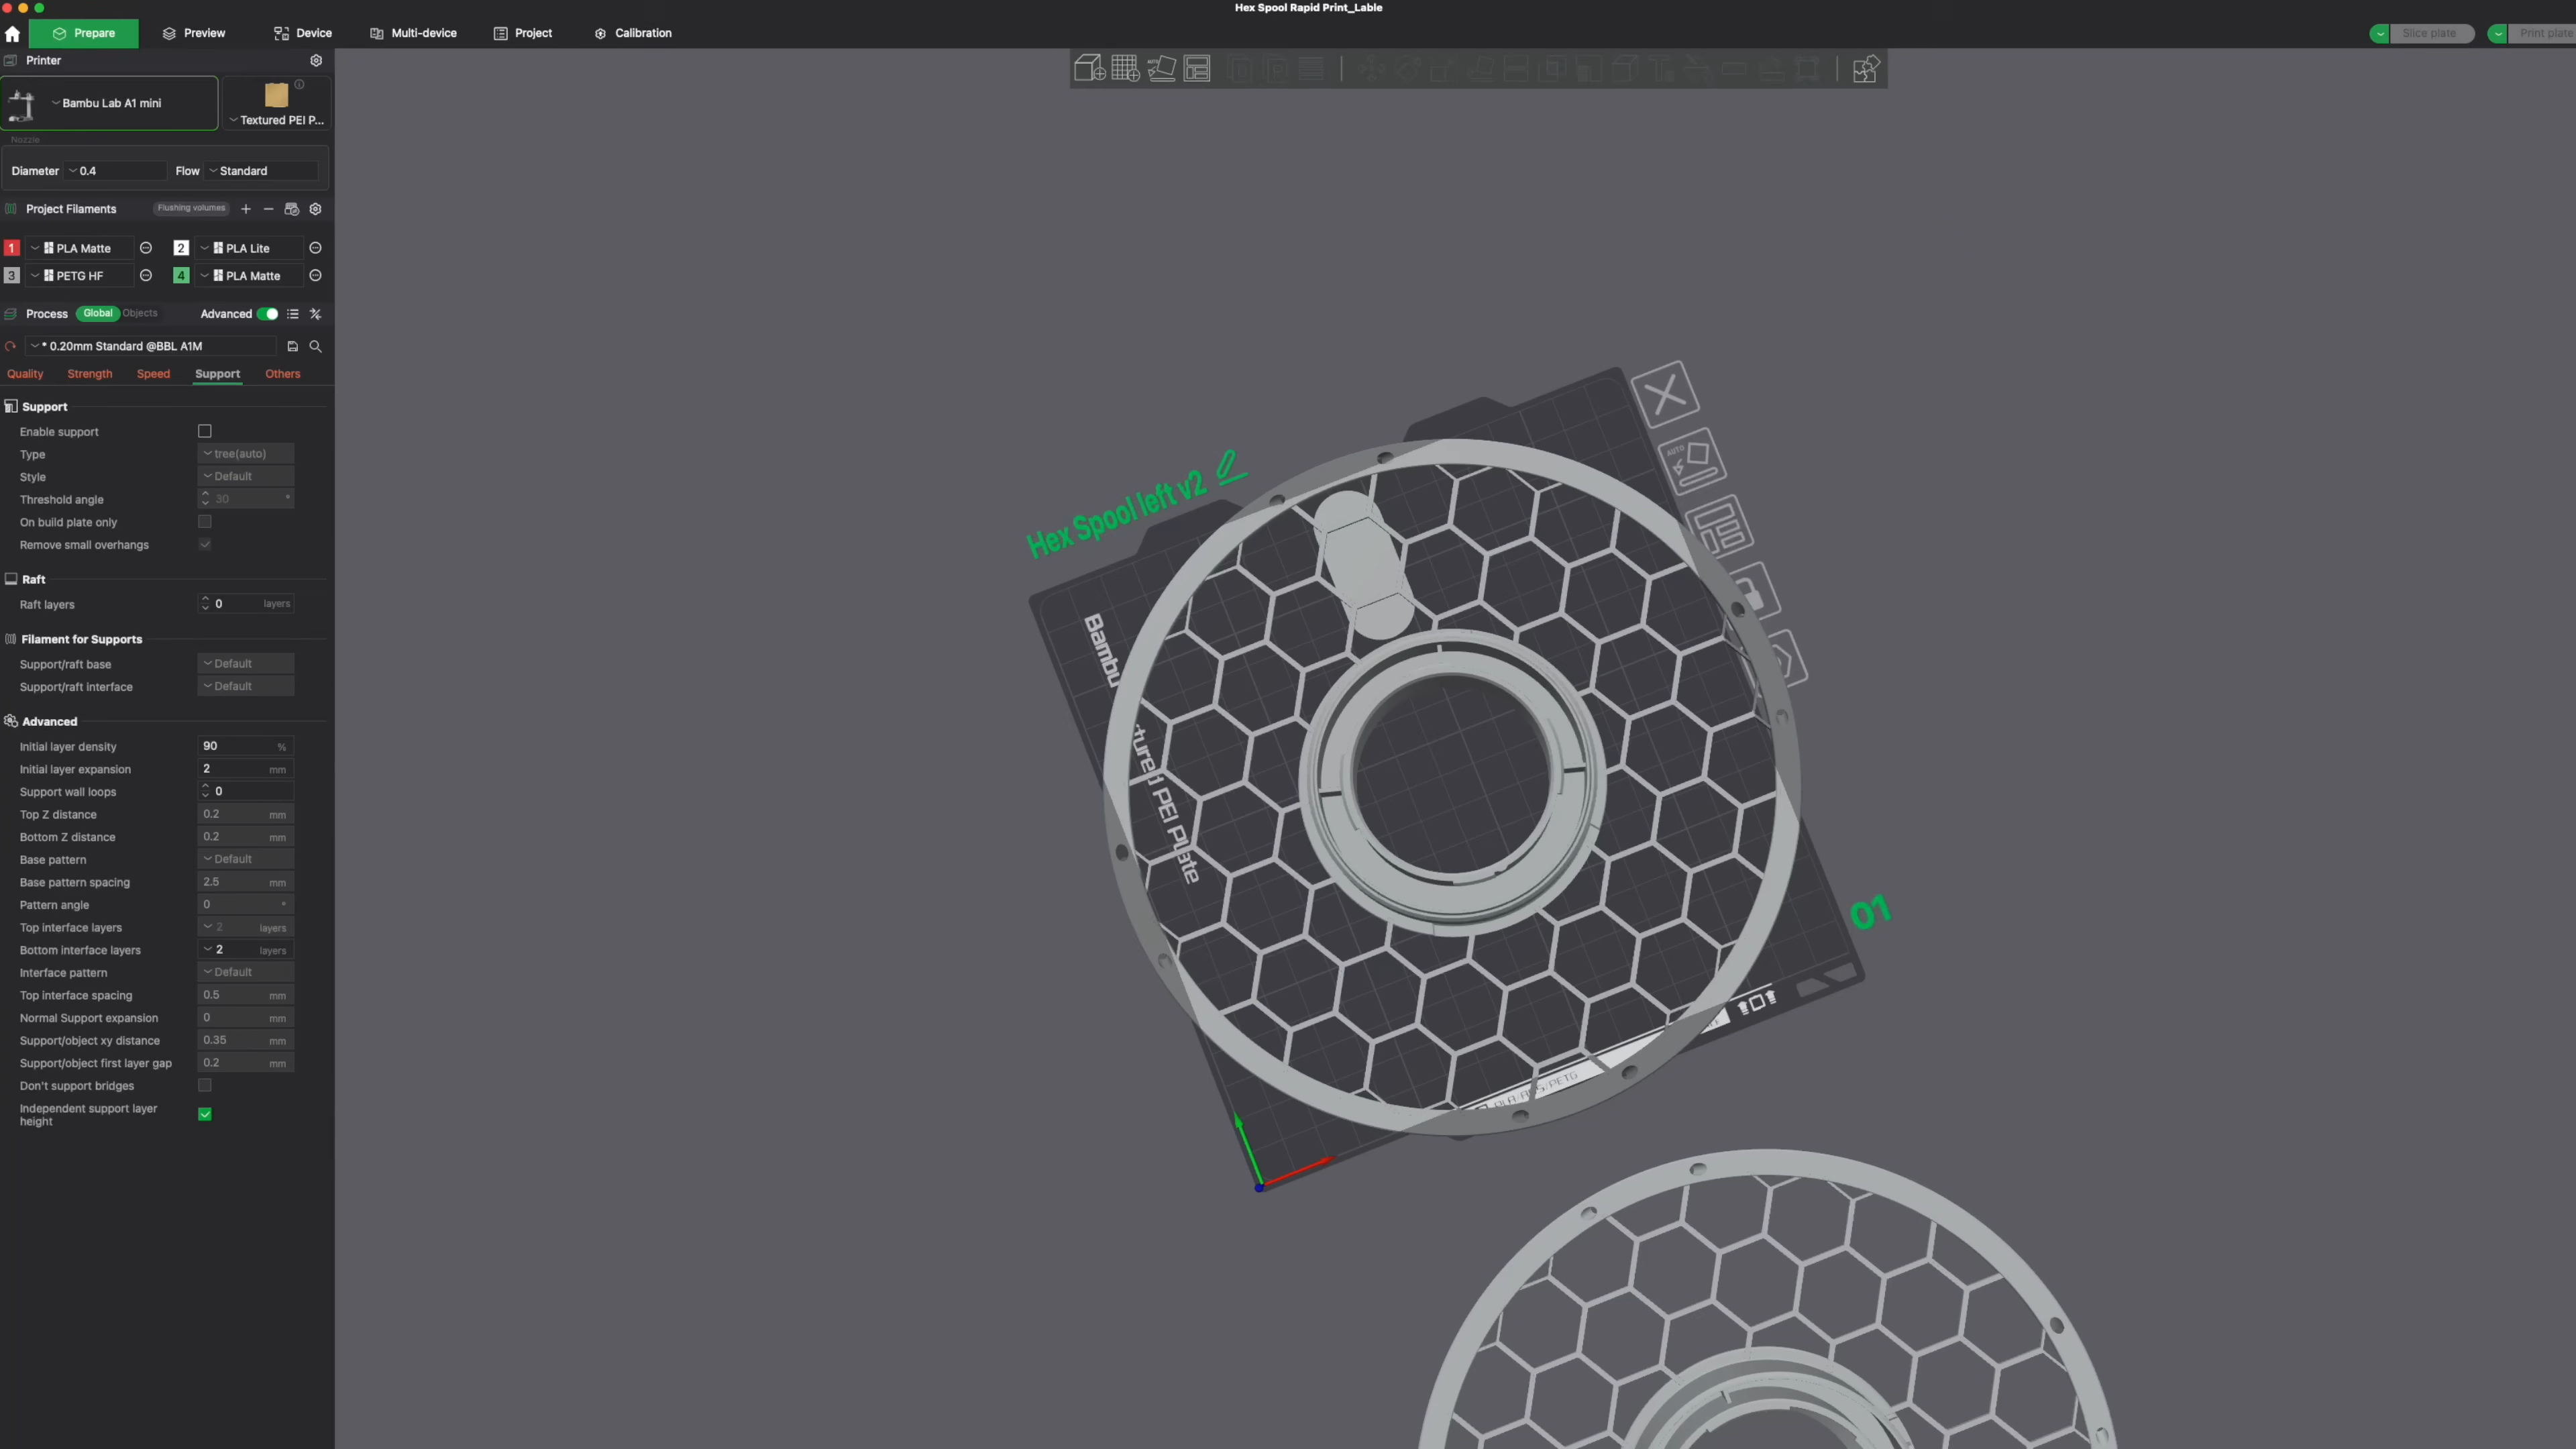 Hex Spool Rapid Print_Lable
Prepare Preview Device Multi-device Project Calibration Slice plate Print plate
Printer
Bambu Lab A1 mini
Textured PEI P...
Nozzle
Diameter 0.4 Flow Standard
Project Filaments Flushing volumes
1 PLA Matte 2 PLA Lite
3 PETG HF 4 PLA Matte
Process Global Objects Advanced
* 0.20mm Standard @BBL A1M
Quality Strength Speed Support Others
Support
Enable support
Type tree(auto)
Style Default
Threshold angle 30 °
On build plate only
Remove small overhangs
Raft
Raft layers 0 layers
Filament for Supports
Support/raft base Default
Support/raft interface Default
Advanced
Initial layer density 90 %
Initial layer expansion 2 mm
Support wall loops 0
Top Z distance 0.2 mm
Bottom Z distance 0.2 mm
Base pattern Default
Base pattern spacing 2.5 mm
Pattern angle 0 °
Top interface layers 2 layers
Bottom interface layers 2 layers
Interface pattern Default
Top interface spacing 0.5 mm
Normal Support expansion 0 mm
Support/object xy distance 0.35 mm
Support/object first layer gap 0.2 mm
Don't support bridges
Independent support layer
height
AUTO
Hex Spool left v2
AUTO
Bambu
PEI Plate
01